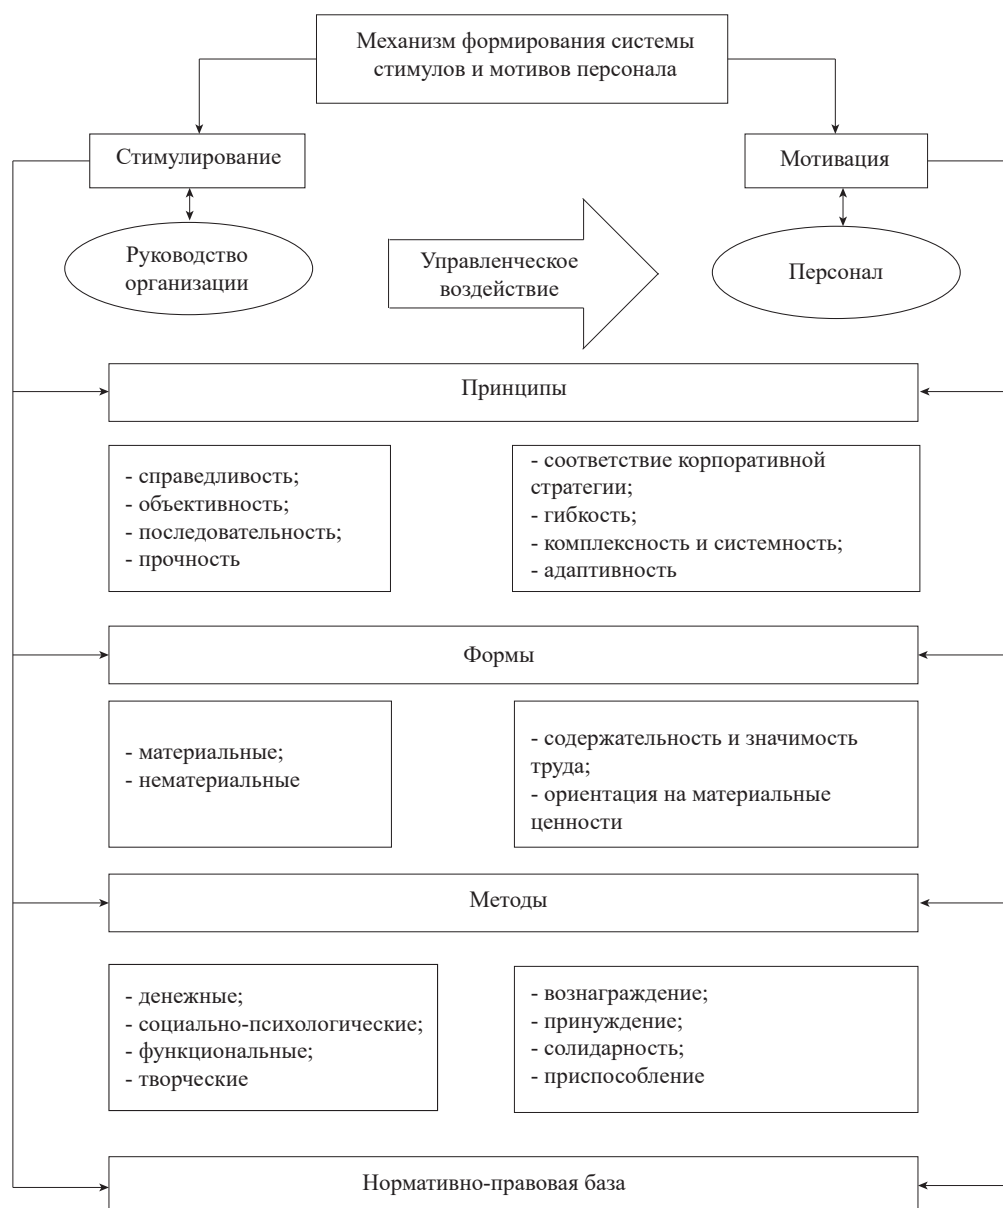 Механизм формирования системы
стимулов и мотивов персонала
Стимулирование
Мотивация
Руководство
организации
Управленческое
воздействие
Персонал
Принципы
- справедливость;
- объективность;
- последовательность;
- прочность
- соответствие корпоративной
стратегии;
- гибкость;
- комплексность и системность;
- адаптивность
Формы
- материальные;
- нематериальные
- содержательность и значимость
труда;
- ориентация на материальные
ценности
Методы
- денежные;
- социально-психологические;
- функциональные;
- творческие
- вознаграждение;
- принуждение;
- солидарность;
- приспособление
Нормативно-правовая база